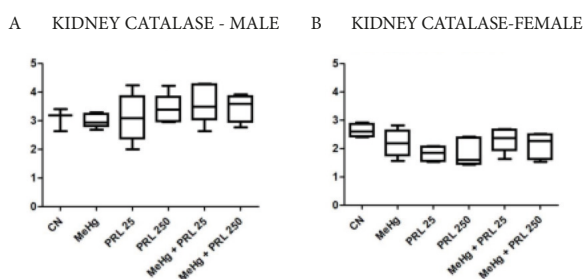 A KIDNEY CATALASE - MALE
5
4
3
2
1
0
CN
MeHg
PRL 25
PRL 250
MeHg + PRL 25
MeHg + PRL 250
B KIDNEY CATALASE-FEMALE
5
4
3
2
1
0
CN
MeHg
PRL 25
PRL 250
MeHg + PRL 25
MeHg + PRL 250